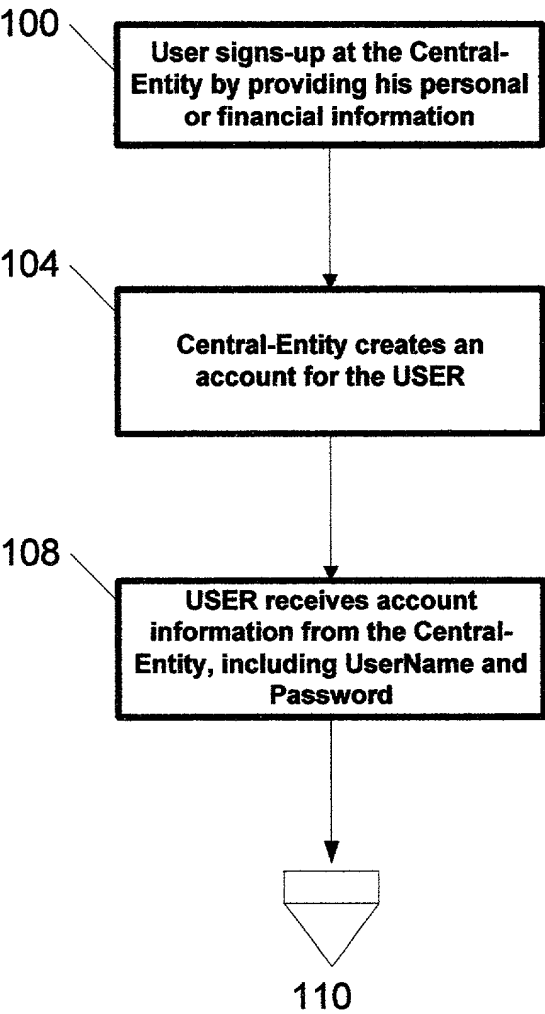 100
User signs-up at the Central-
Entity by providing his personal
or financial information
104
Central-Entity creates an
account for the USER
108
USER receives account
information from the Central-
Entity, including UserName and
Password
110